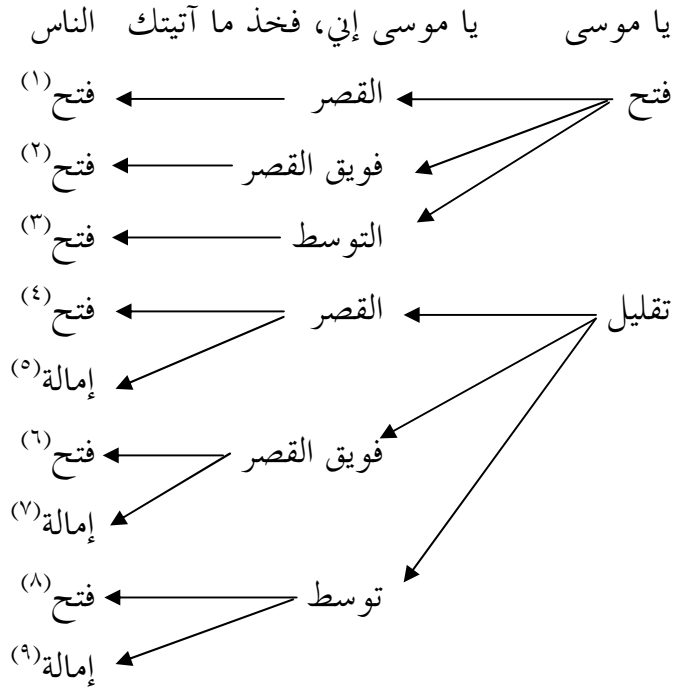 يا موسى يا موسى إني، فخذ ما آتيتك الناس
فتح القصر فتح(١)
فويق القصر فتح(٢)
التوسط فتح(٣)
تقليل القصر فتح(٤)
إمالة(٥)
فويق القصر فتح(٦)
إمالة(٧)
توسط فتح(٨)
إمالة(٩)